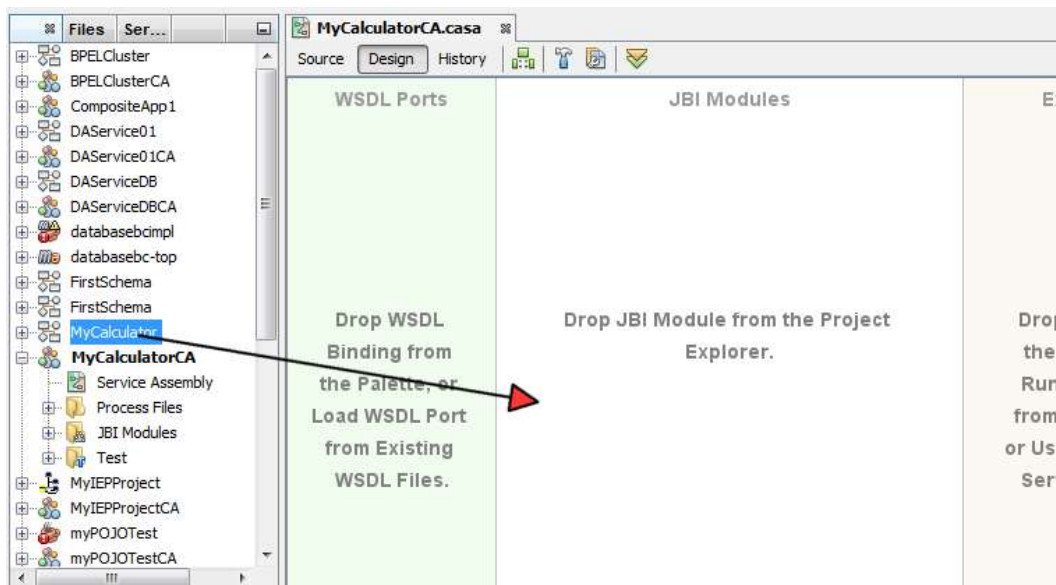 Files Ser...
BPELCluster
BPELClusterCA
CompositeApp1
DAService01
DAService01CA
DAServiceDB
DAServiceDBCA
databasebcimpl
databasebc-top
FirstSchema
FirstSchema
MyCalculator
MyCalculatorCA
Service Assembly
Process Files
JBI Modules
Test
MyIEPProject
MyIEPProjectCA
myPOJOTest
myPOJOTestCA
MyCalculatorCA.casa
Source Design History
WSDL Ports
Drop WSDL
Binding from
the Palette, or
Load WSDL Port
from Existing
WSDL Files.
JBI Modules
Drop JBI Module from the Project
Explorer.
the
from
or Us